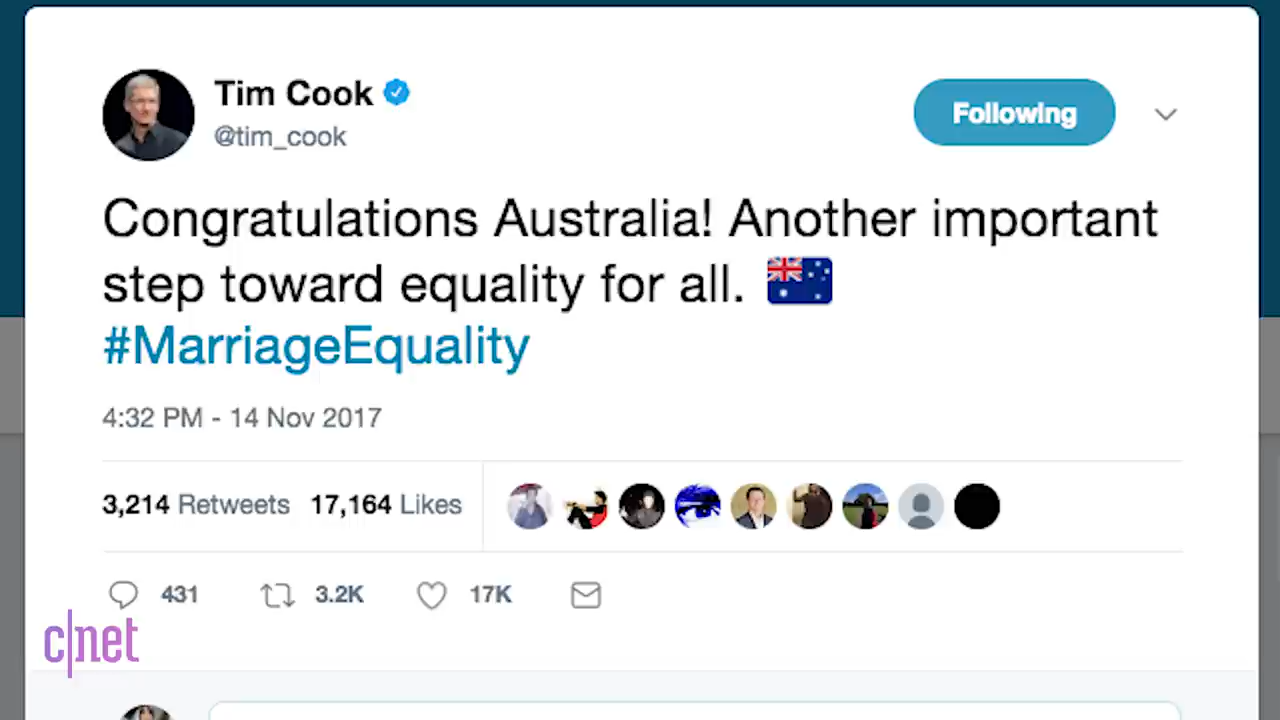 Tim Cook
@tim_cook
Following
Congratulations Australia! Another important
step toward equality for all.
#MarriageEquality
4:32 PM - 14 Nov 2017
3,214 Retweets 17,164 Likes
431 3.2K 17K
c|net